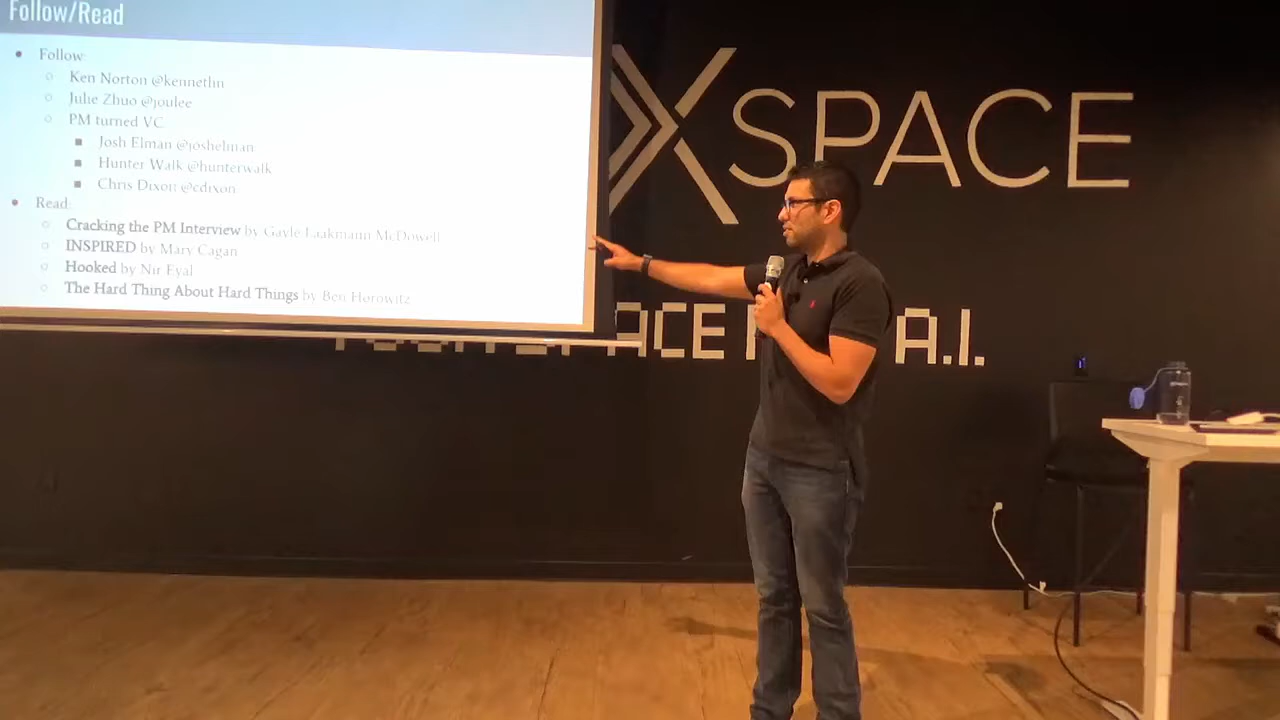 Follow/Read
Follow:
Ken Norton @kennethn
Julie Zhuo @joulee
PM turned VC
Josh Elman @joshelman
Hunter Walk @hunterwalk
Chris Dixon @cdixon
Read:
Cracking the PM Interview by Gayle Laakmann McDowell
INSPIRED by Mary Cagan
Hooked by Nir Eyal
The Hard Thing About Hard Things by Ben Horowitz
XSPACE
A.I.